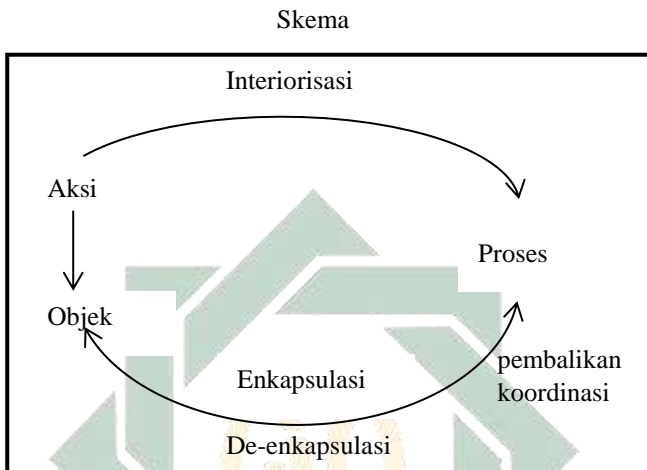 Skema
Interiorisasi
Aksi
Proses
Objek
pembalikan
koordinasi
Enkapsulasi
De-enkapsulasi